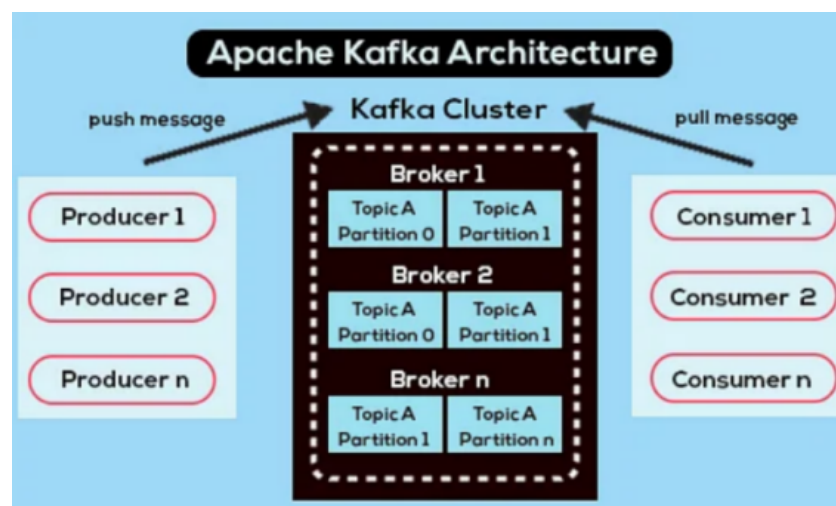 Apache Kafka Architecture
push message
Kafka Cluster
pull message
Producer 1
Producer 2
Producer n
Broker 1
Topic A
Partition 0
Topic A
Partition 1
Broker 2
Topic A
Partition 0
Topic A
Partition 1
Broker n
Topic A
Partition 1
Topic A
Partition n
Consumer 1
Consumer 2
Consumer n